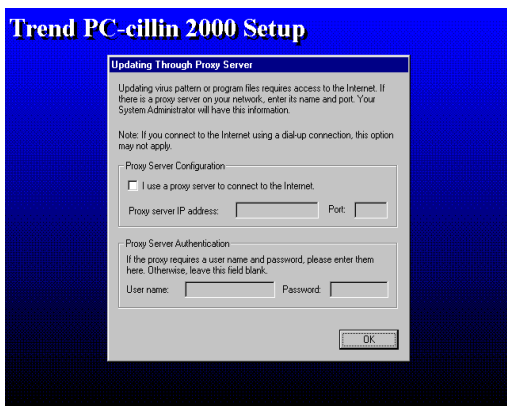 Trend PC-cillin 2000 Setup
Updating Through Proxy Server
Updating virus pattern or program files requires access to the Internet. If
there is a proxy server on your network, enter its name and port. Your
System Administrator will have this information.
Note: If you connect to the Internet using a dial-up connection, this option
may not apply.
Proxy Server Configuration
I use a proxy server to connect to the Internet.
Proxy server IP address: Port:
Proxy Server Authentication
If the proxy requires a user name and password, please enter them
here. Otherwise, leave this field blank.
User name: Password:
OK